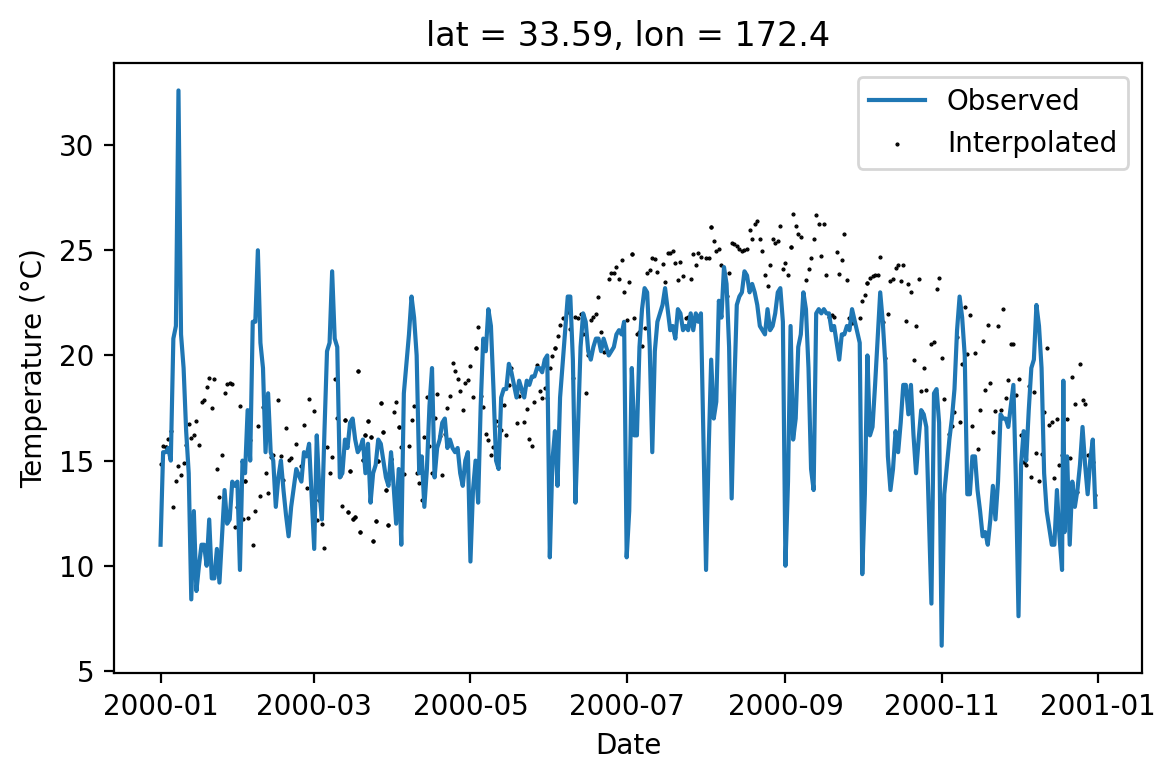 lat = 33.59, lon = 172.4
Observed
Interpolated
Temperature (°C)
30
25
20
15
10
5
2000-01 2000-03 2000-05 2000-07 2000-09 2000-11 2001-01
Date